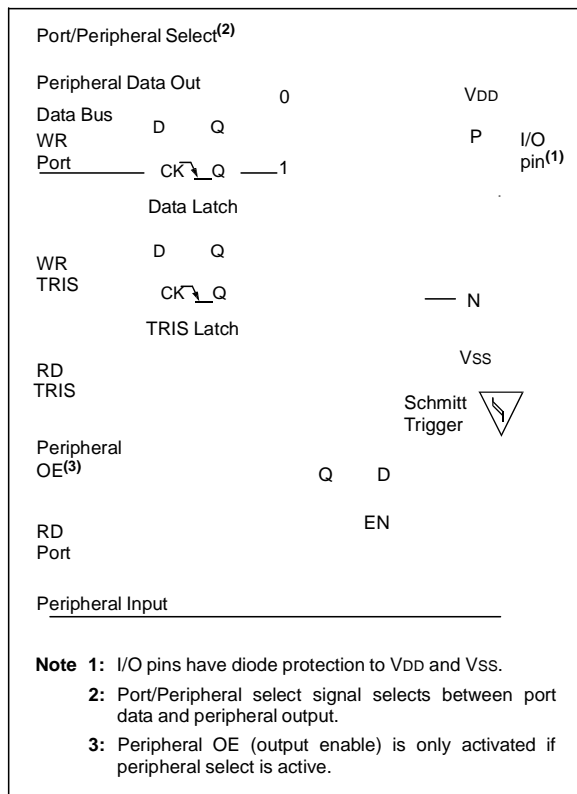 Port/Peripheral Select(2)
Peripheral Data Out
0
VDD
Data Bus
D Q
WR
Port
P
I/O
pin(1)
CK Q
1
Data Latch
D Q
WR
TRIS
CK Q
N
TRIS Latch
VSS
RD
TRIS
Schmitt
Trigger
Peripheral
OE(3)
Q D
EN
RD
Port
Peripheral Input
Note 1: I/O pins have diode protection to VDD and VSS.
2: Port/Peripheral select signal selects between port
data and peripheral output.
3: Peripheral OE (output enable) is only activated if
peripheral select is active.